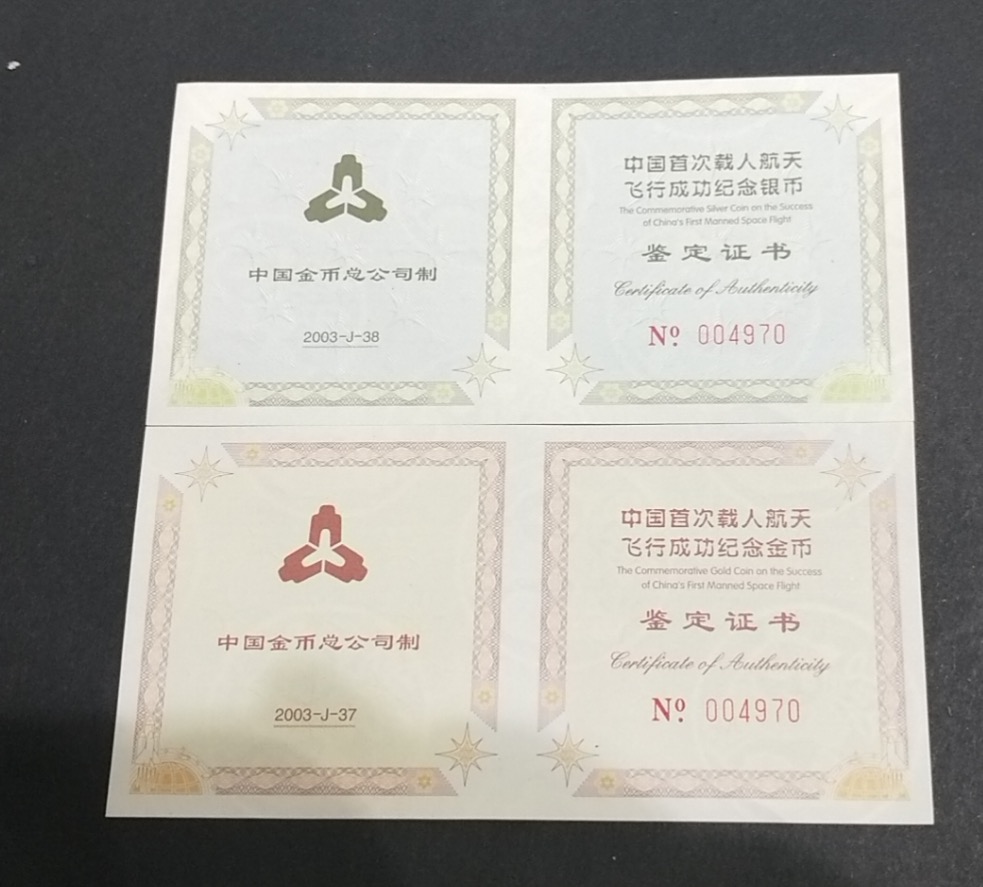 中国金币总公司制
2003-J-38
中国首次载人航天
飞行成功纪念银币
The Commemorative Silver Coin on the Success
of China's First Manned Space Flight
鉴定证书
Certificate of Authenticity
Nº 004970
中国金币总公司制
2003-J-37
中国首次载人航天
飞行成功纪念金币
The Commemorative Gold Coin on the Success
of China's First Manned Space Flight
鉴定证书
Certificate of Authenticity
Nº 004970